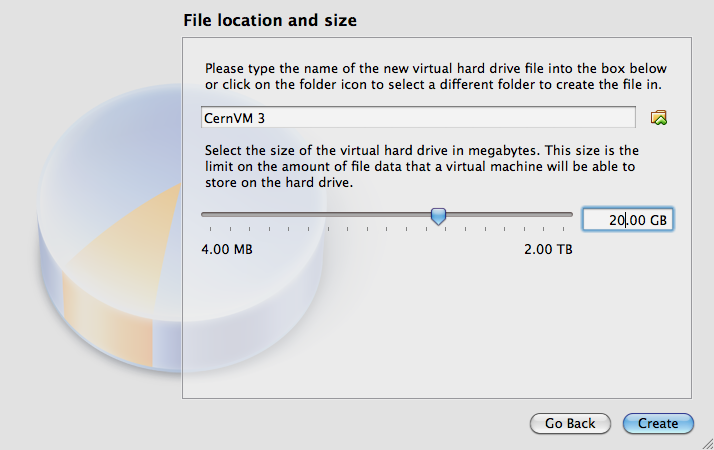 File location and size
Please type the name of the new virtual hard drive file into the box below
or click on the folder icon to select a different folder to create the file in.
CernVM 3
Select the size of the virtual hard drive in megabytes. This size is the
limit on the amount of file data that a virtual machine will be able to
store on the hard drive.
20.00 GB
4.00 MB 2.00 TB
Go Back Create